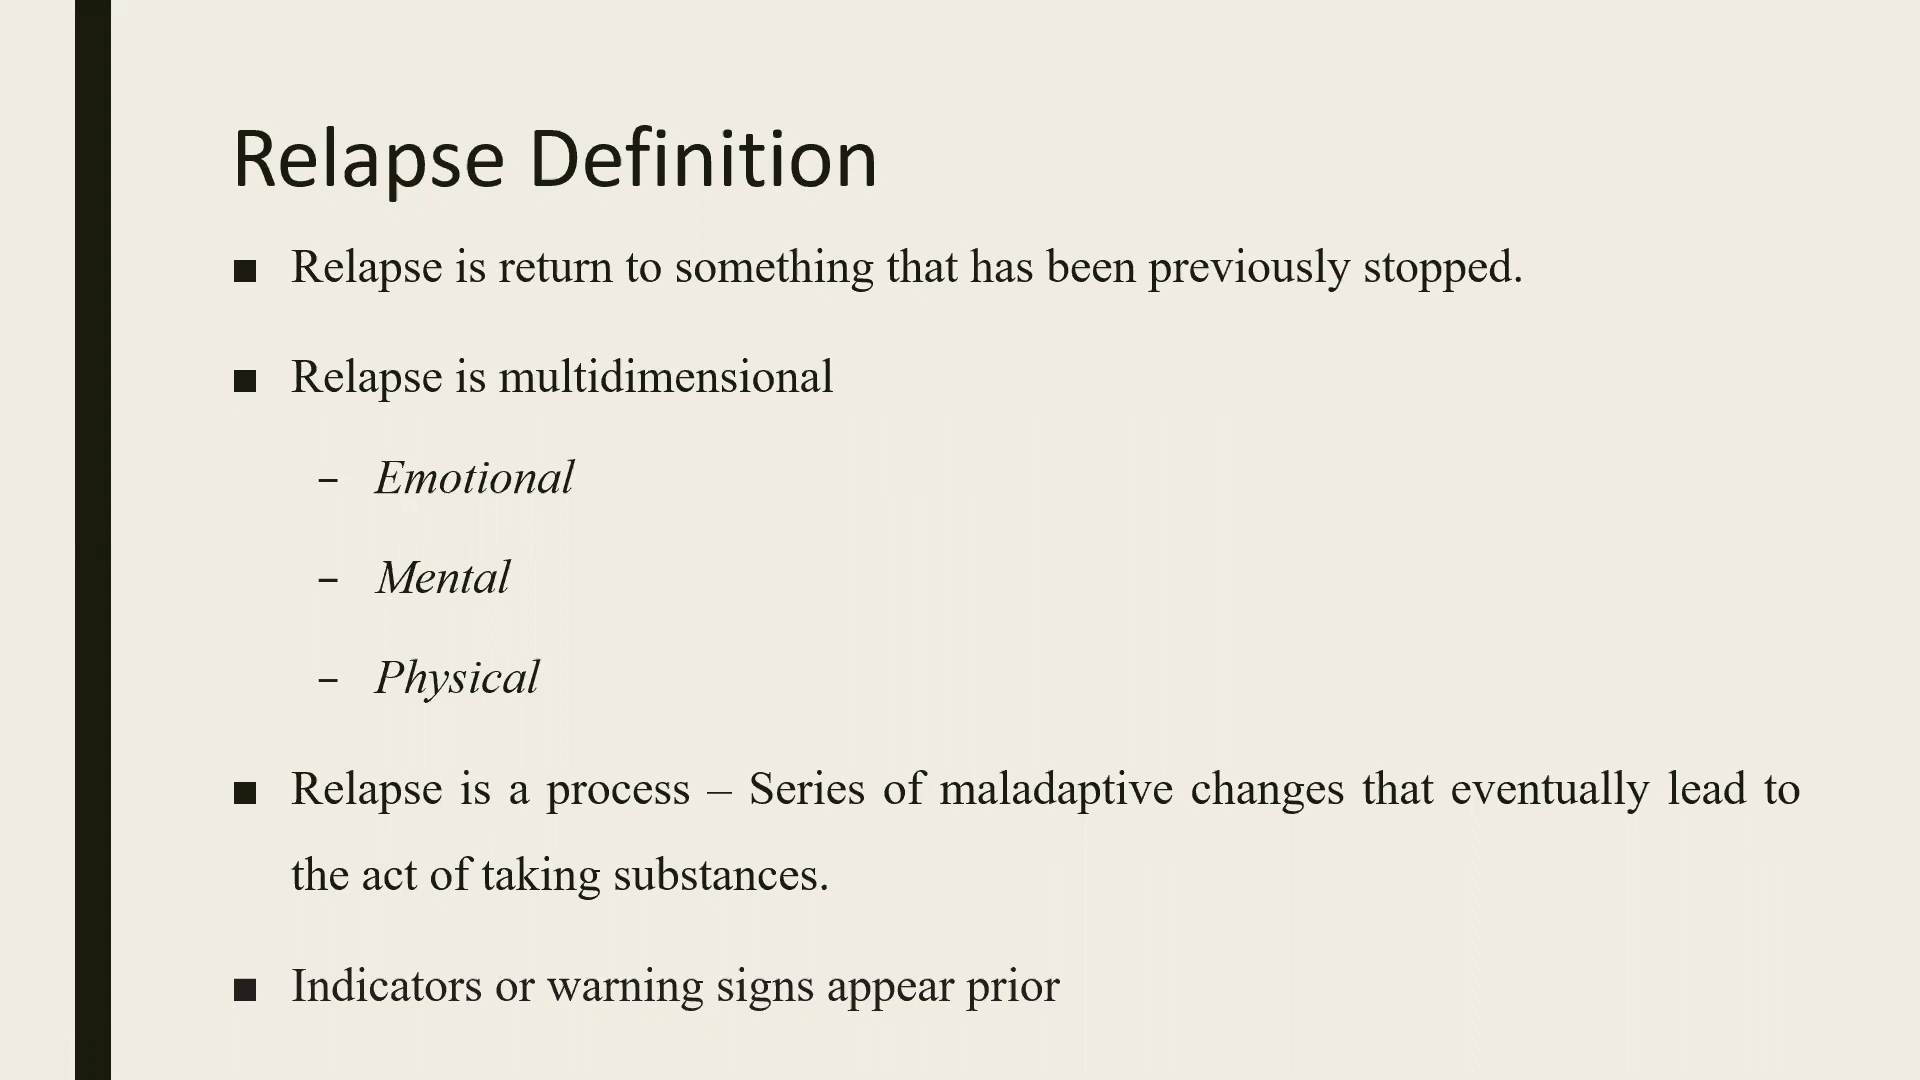 Relapse Definition
■ Relapse is return to something that has been previously stopped.
■ Relapse is multidimensional
– Emotional
– Mental
– Physical
■ Relapse is a process – Series of maladaptive changes that eventually lead to
the act of taking substances.
■ Indicators or warning signs appear prior